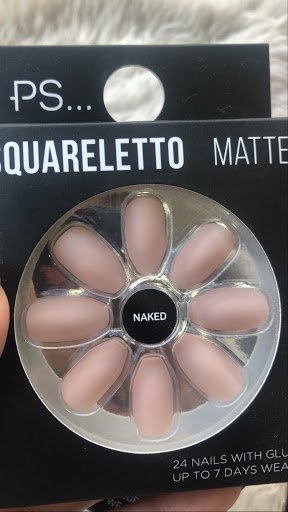 PS...
SQUARELETTO MATTE
NAKED
24 NAILS WITH GLU
UP TO 7 DAYS WEA